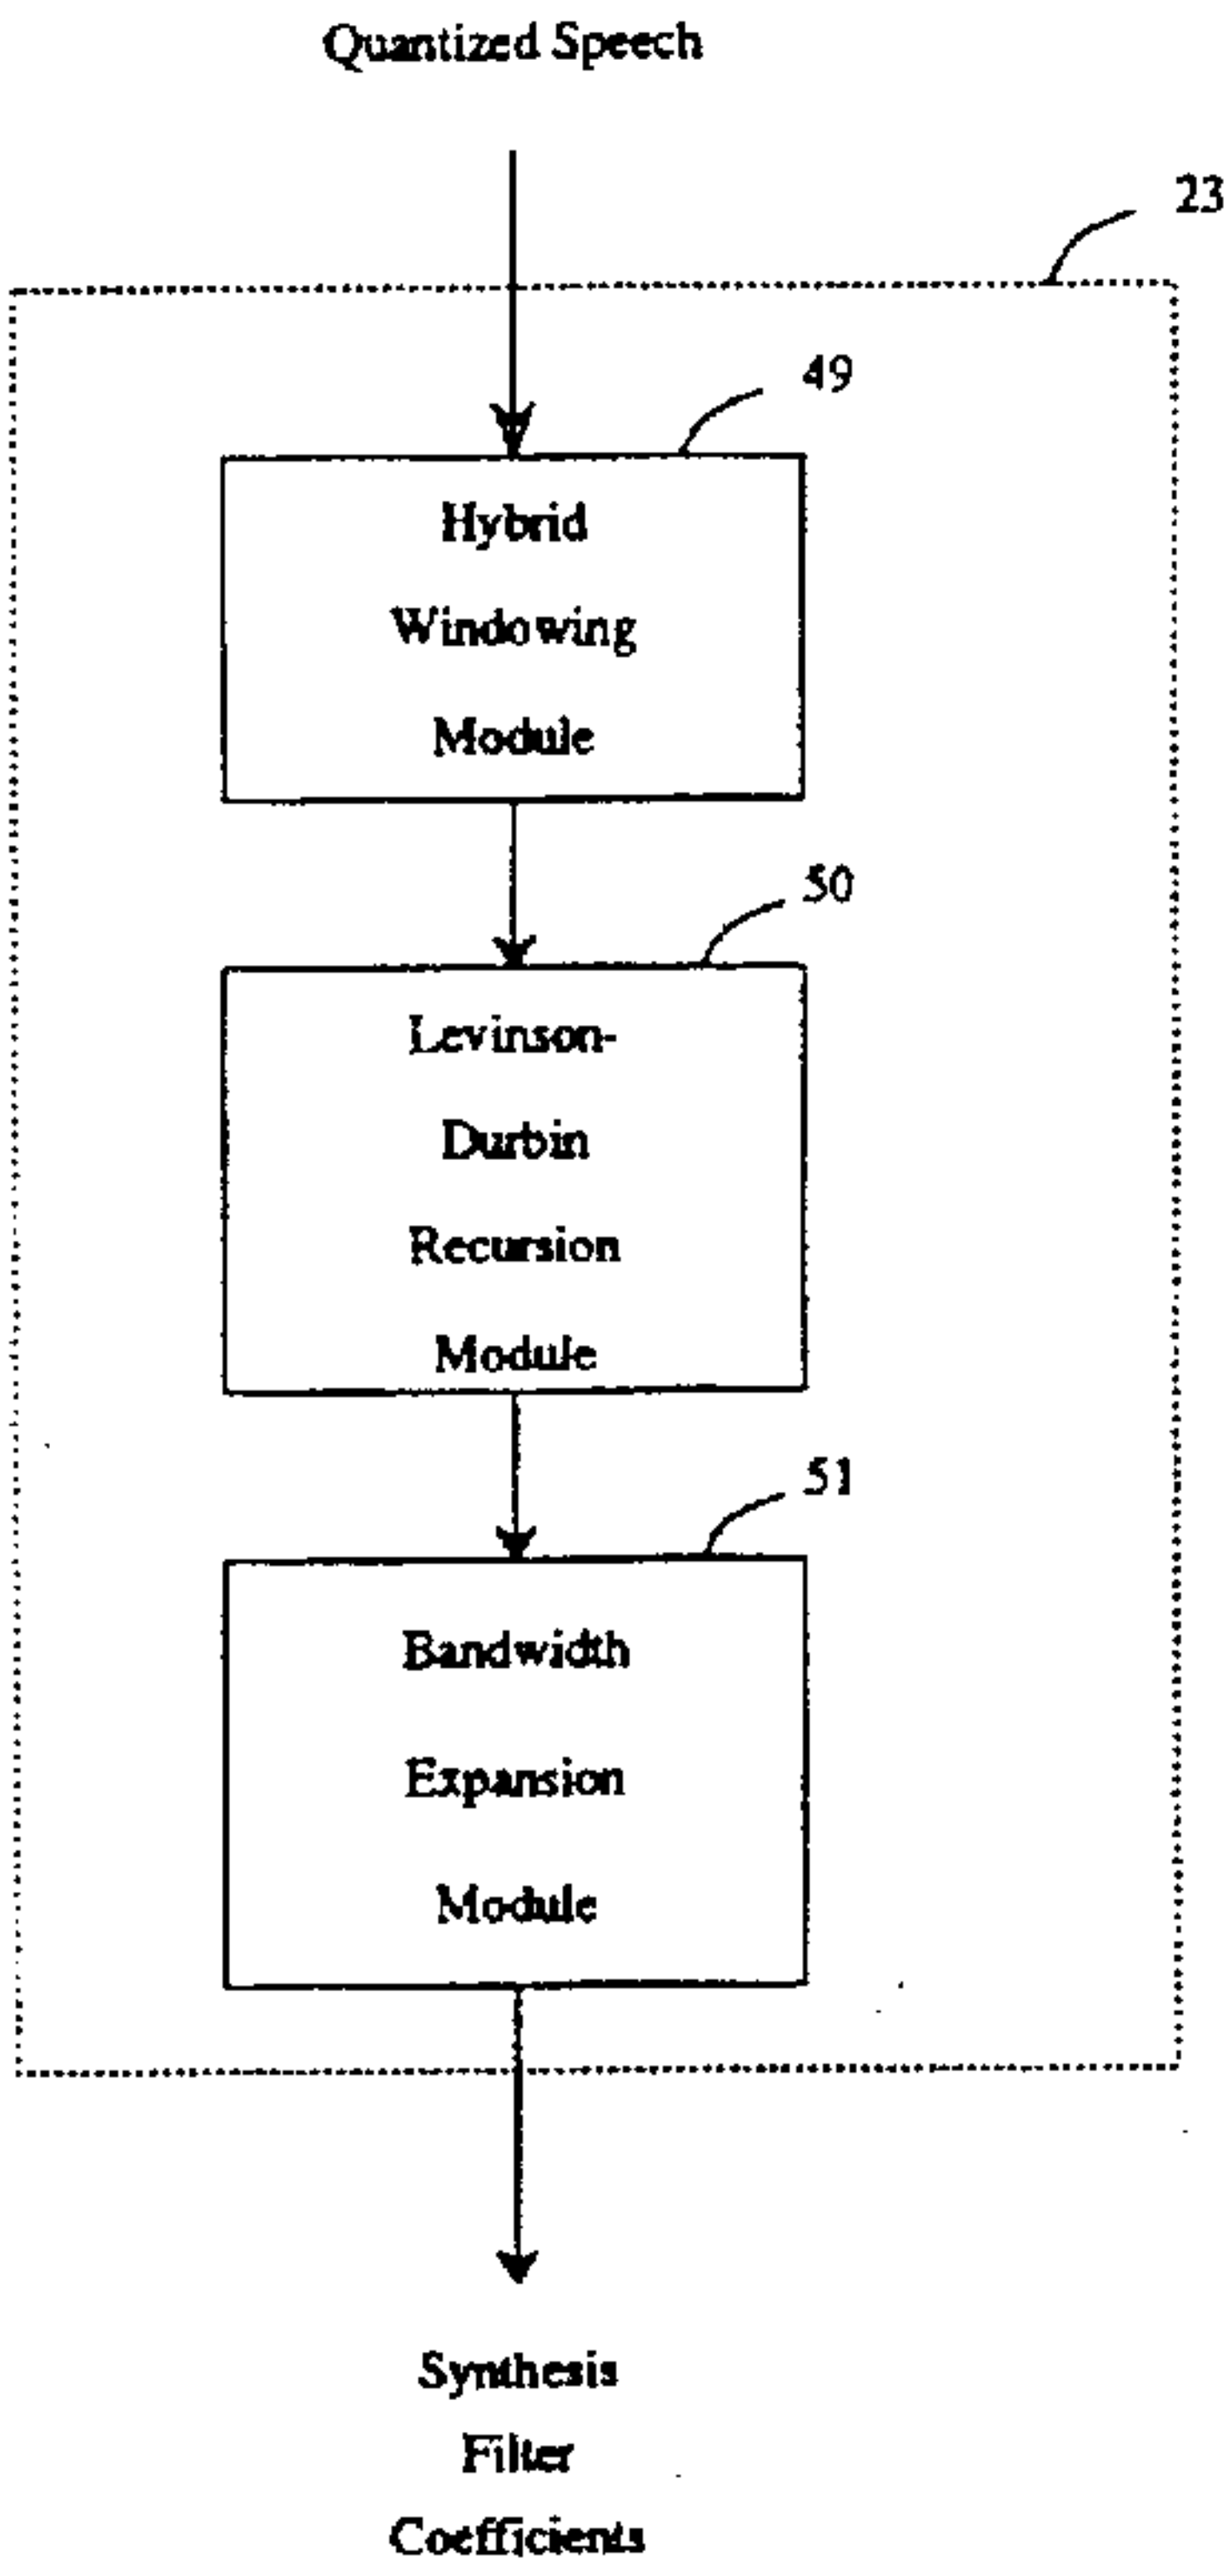 Quantized Speech
23
49
Hybrid
Windowing
Module
50
Levinson-
Durbin
Recursion
Module
51
Bandwidth
Expansion
Module
Synthesis
Filter
Coefficients